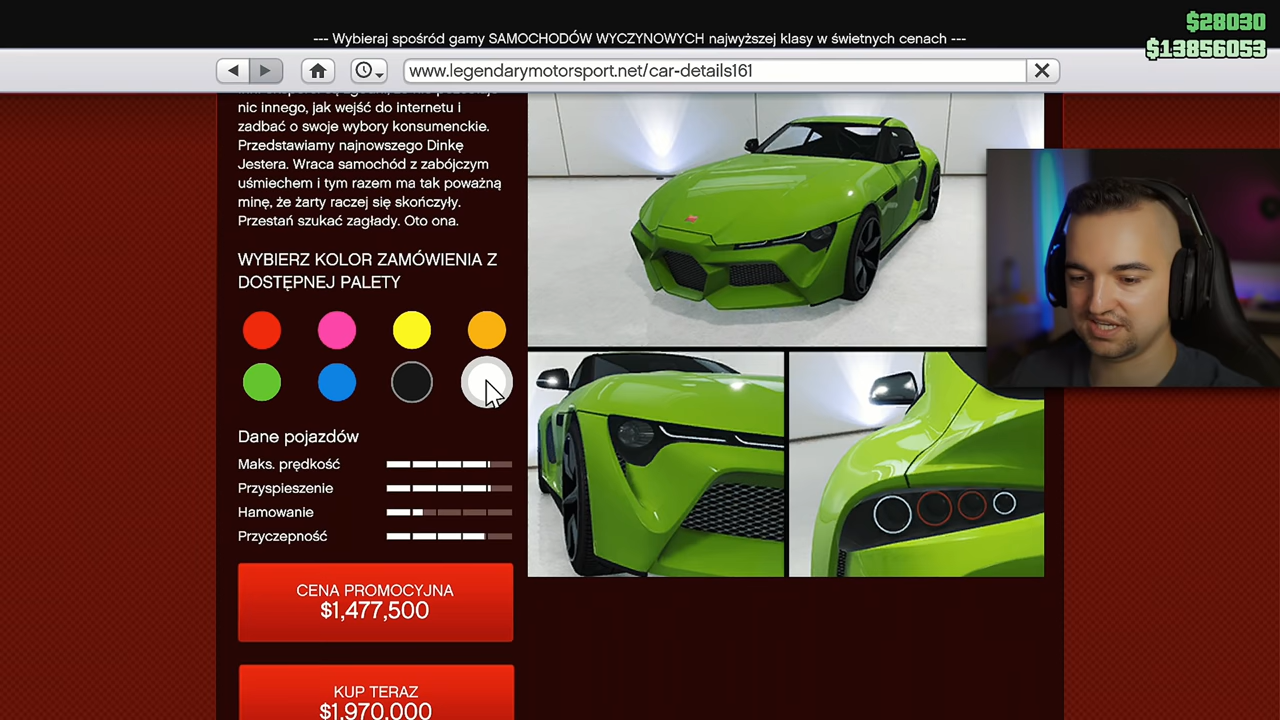 $28030
--- Wybieraj spośród gamy SAMOCHODÓW WYCZYNOWYCH najwyższej klasy w świetnych cenach ---
$13856053
www.legendarymotorsport.net/car-details161
nic innego, jak wejść do internetu i
zadbać o swoje wybory konsumenckie.
Przedstawiamy najnowszego Dinkę
Jestera. Wraca samochód z zabójczym
uśmiechem i tym razem ma tak poważną
minę, że żarty raczej się skończyły.
Przestań szukać zagłady. Oto ona.
WYBIERZ KOLOR ZAMÓWIENIA Z
DOSTĘPNEJ PALETY
Dane pojazdów
Maks. prędkość
Przyspieszenie
Hamowanie
Przyczepność
CENA PROMOCYJNA
$1,477,500
KUP TERAZ
$1,970,000